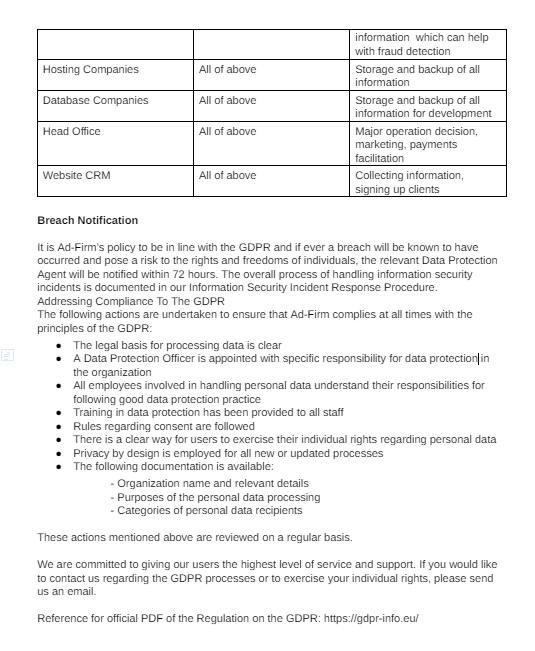 information  which can help
with fraud detection
Hosting Companies
All of above
Storage and backup of all
information
Database Companies
All of above
Storage and backup of all
information for development
Head Office
All of above
Major operation decision,
marketing, payments
facilitation
Website CRM
All of above
Collecting information,
signing up clients
Breach Notification
It is Ad-Firm’s policy to be in line with the GDPR and if ever a breach will be known to have
occurred and pose a risk to the rights and freedoms of individuals, the relevant Data Protection
Agent will be notified within 72 hours. The overall process of handling information security
incidents is documented in our Information Security Incident Response Procedure.
Addressing Compliance To The GDPR
The following actions are undertaken to ensure that Ad-Firm complies at all times with the
principles of the GDPR:
● The legal basis for processing data is clear
● A Data Protection Officer is appointed with specific responsibility for data protection in
the organization
● All employees involved in handling personal data understand their responsibilities for
following good data protection practice
● Training in data protection has been provided to all staff
● Rules regarding consent are followed
● There is a clear way for users to exercise their individual rights regarding personal data
● Privacy by design is employed for all new or updated processes
● The following documentation is available:
- Organization name and relevant details
- Purposes of the personal data processing
- Categories of personal data recipients
These actions mentioned above are reviewed on a regular basis.
We are committed to giving our users the highest level of service and support. If you would like
to contact us regarding the GDPR processes or to exercise your individual rights, please send
us an email.
Reference for official PDF of the Regulation on the GDPR: https://gdpr-info.eu/